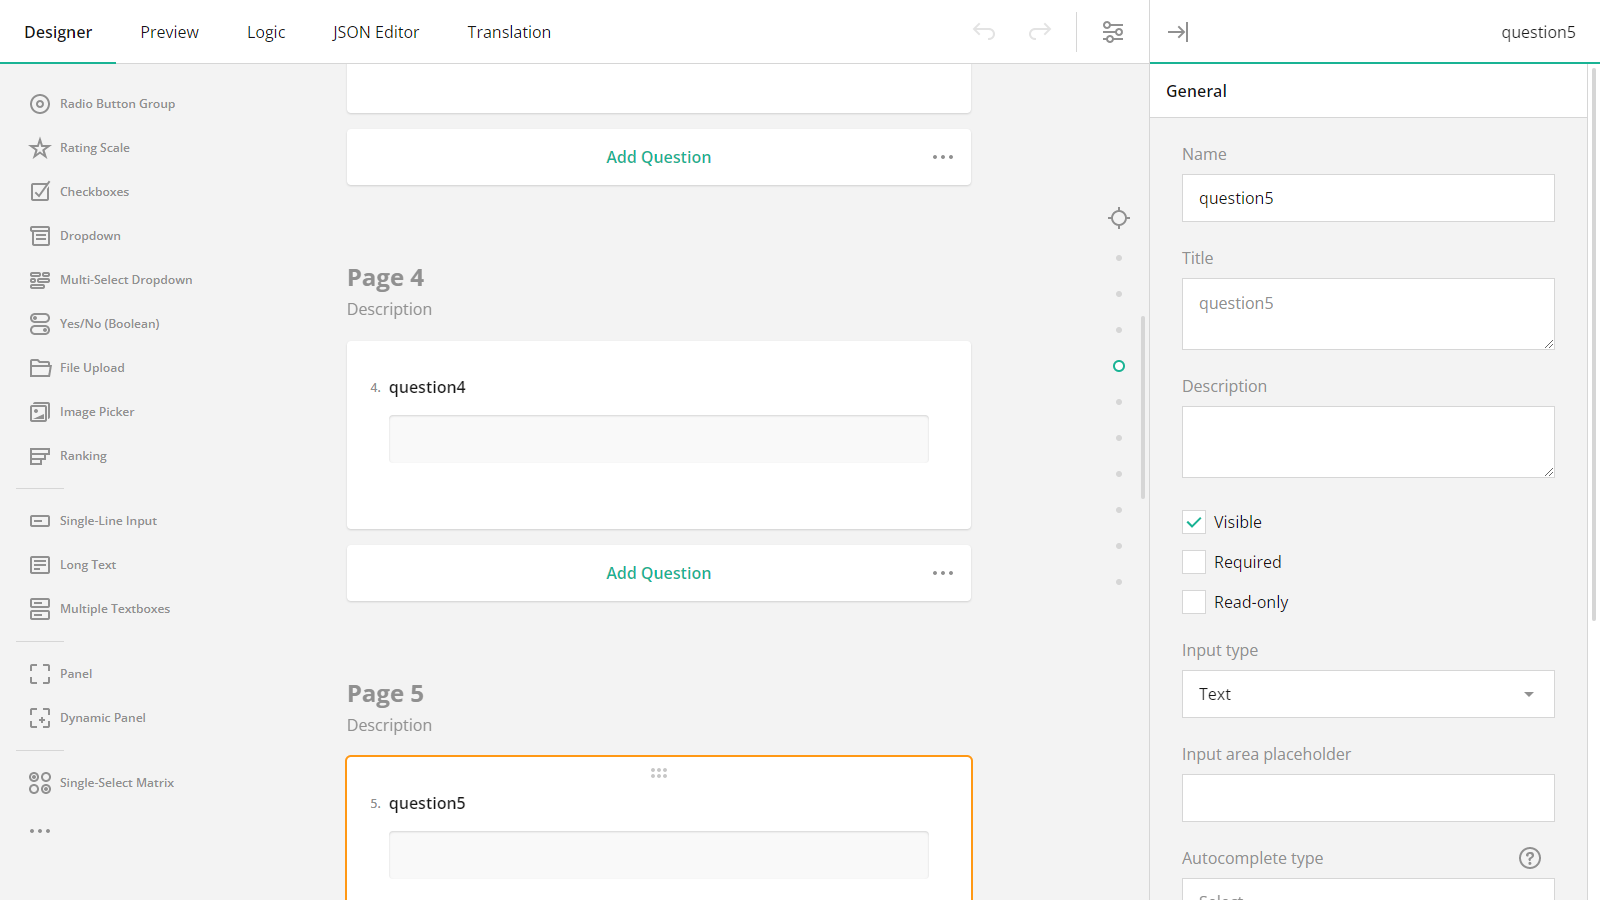 Designer
Preview
Logic
JSON Editor
Translation
question5
Radio Button Group
Rating Scale
Checkboxes
Dropdown
Multi-Select Dropdown
Yes/No (Boolean)
File Upload
Image Picker
Ranking
Single-Line Input
Long Text
Multiple Textboxes
Panel
Dynamic Panel
Single-Select Matrix
Add Question
Page 4
Description
4. question4
Add Question
Page 5
Description
5. question5
General
Name
question5
Title
question5
Description
Visible
Required
Read-only
Input type
Text
Input area placeholder
Autocomplete type
Select